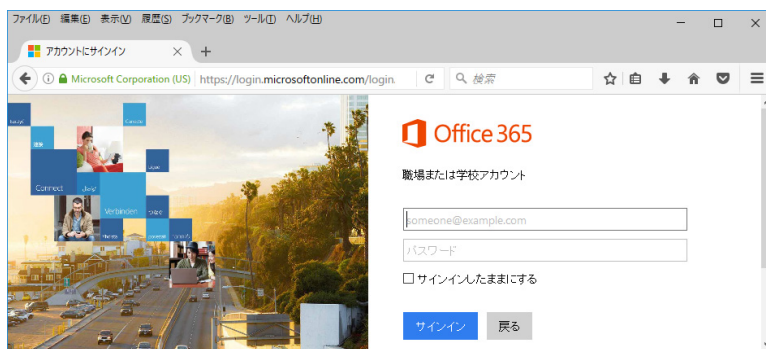 ファイル(F) 編集(E) 表示(V) 履歴(S) ブックマーク(B) ツール(T) ヘルプ(H)
アカウントにサインイン
Microsoft Corporation (US) https://login.microsoftonline.com/login.
検索
Office 365
職場または学校アカウント
someone@example.com
パスワード
サインインしたままにする
サインイン 戻る
Connect
Verbinden